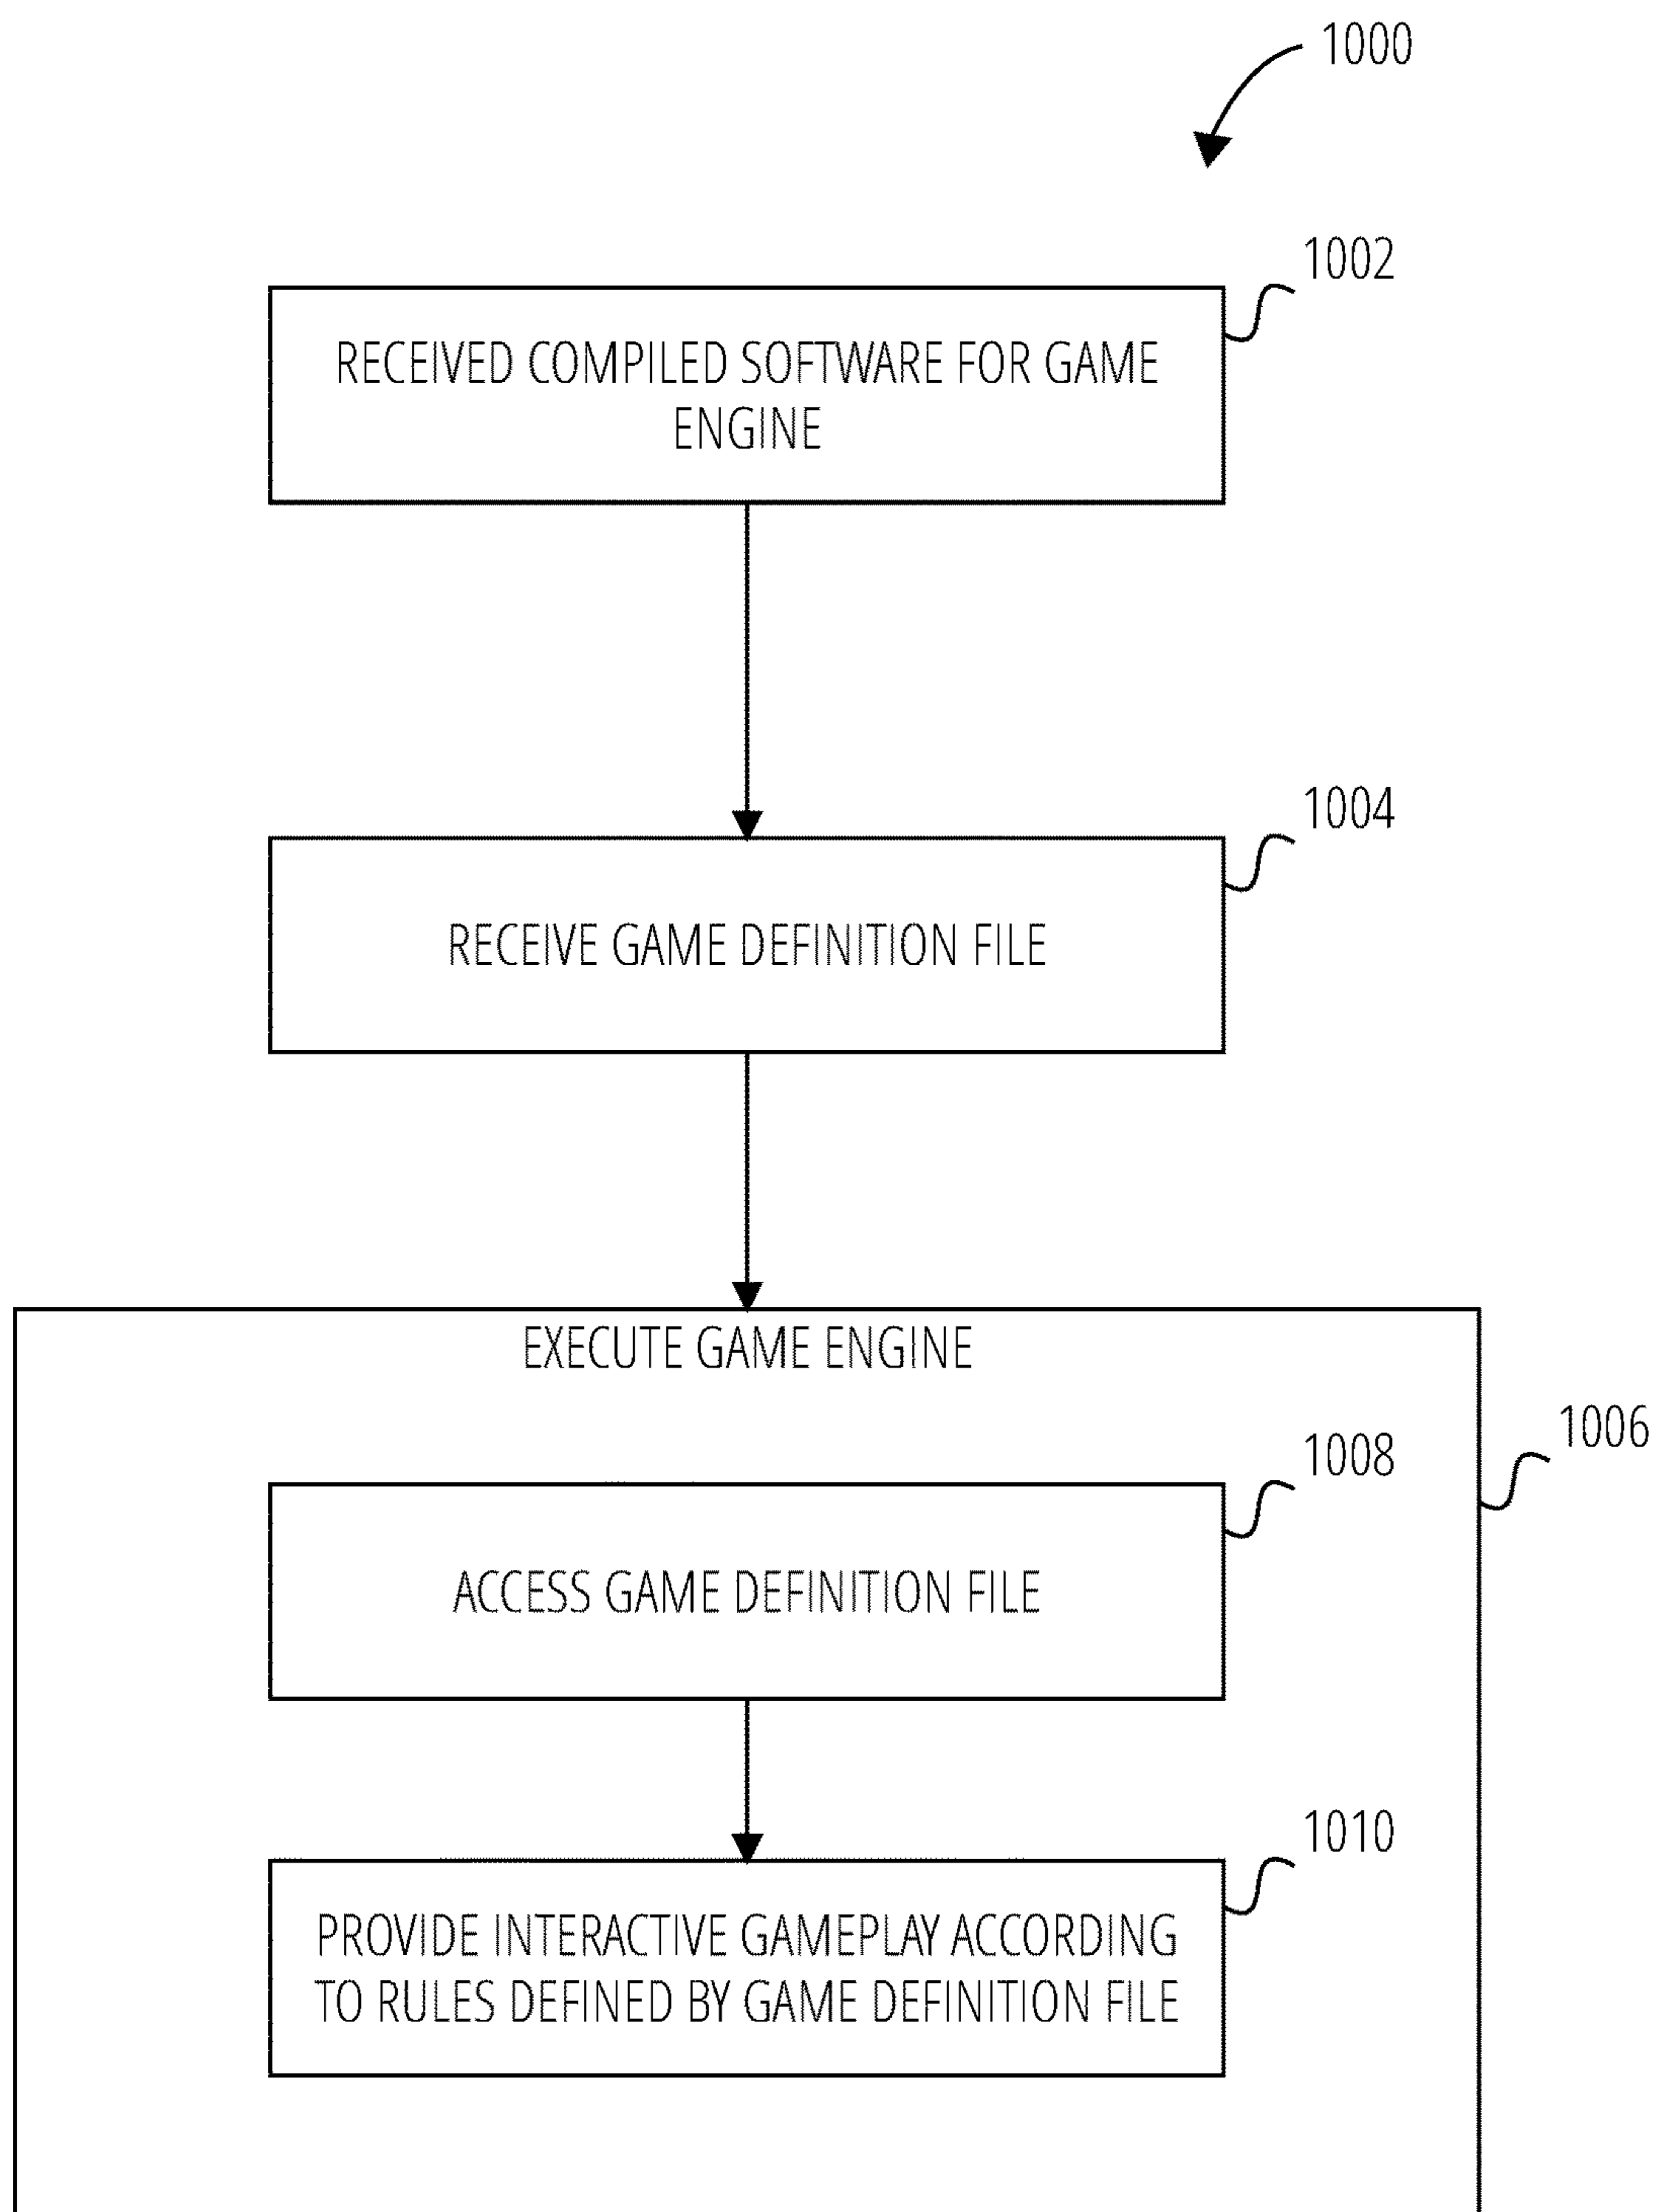 1000
1002
RECEIVED COMPILED SOFTWARE FOR GAME
ENGINE
1004
RECEIVE GAME DEFINITION FILE
EXECUTE GAME ENGINE
1006
1008
ACCESS GAME DEFINITION FILE
1010
PROVIDE INTERACTIVE GAMEPLAY ACCORDING
TO RULES DEFINED BY GAME DEFINITION FILE